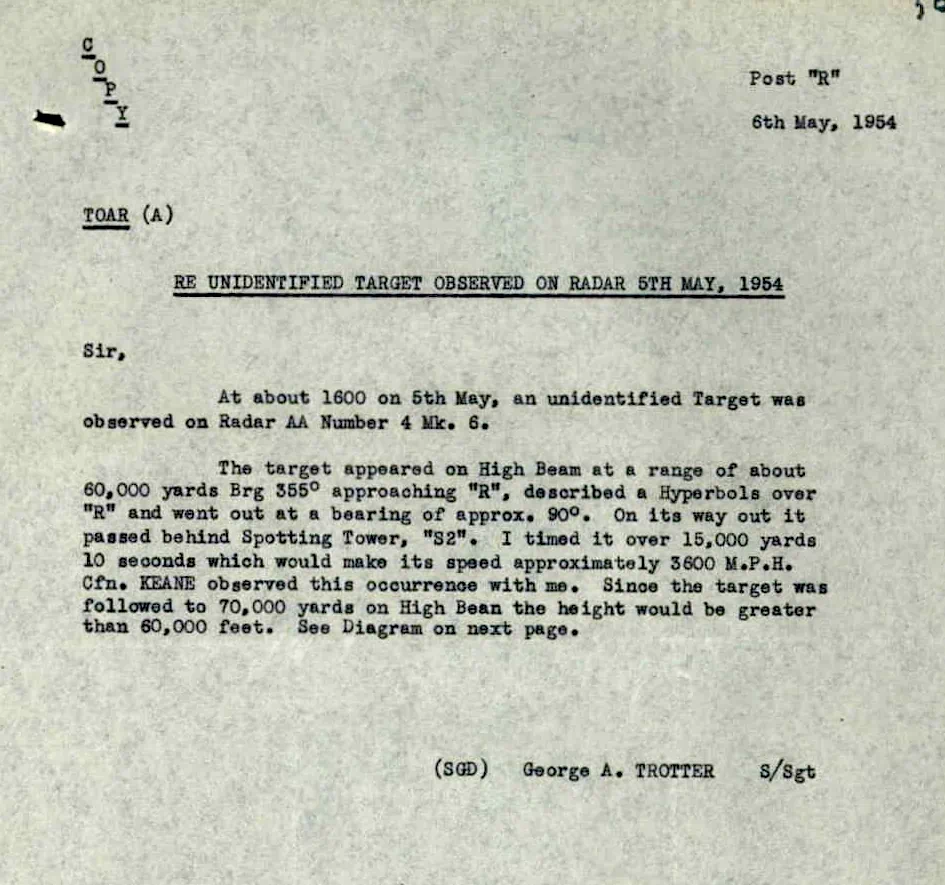 C
O
P
Y
Post "R"
6th May, 1954
TOAR (A)
RE UNIDENTIFIED TARGET OBSERVED ON RADAR 5TH MAY, 1954
Sir,
At about 1600 on 5th May, an unidentified Target was
observed on Radar AA Number 4 Mk. 6.
The target appeared on High Beam at a range of about
60,000 yards Brg 355° approaching "R", described a Hyperbols over
"R" and went out at a bearing of approx. 90°. On its way out it
passed behind Spotting Tower, "S2". I timed it over 15,000 yards
10 seconds which would make its speed approximately 3600 M.P.H.
Cfn. KEANE observed this occurrence with me. Since the target was
followed to 70,000 yards on High Bean the height would be greater
than 60,000 feet. See Diagram on next page.
(SGD) George A. TROTTER S/Sgt